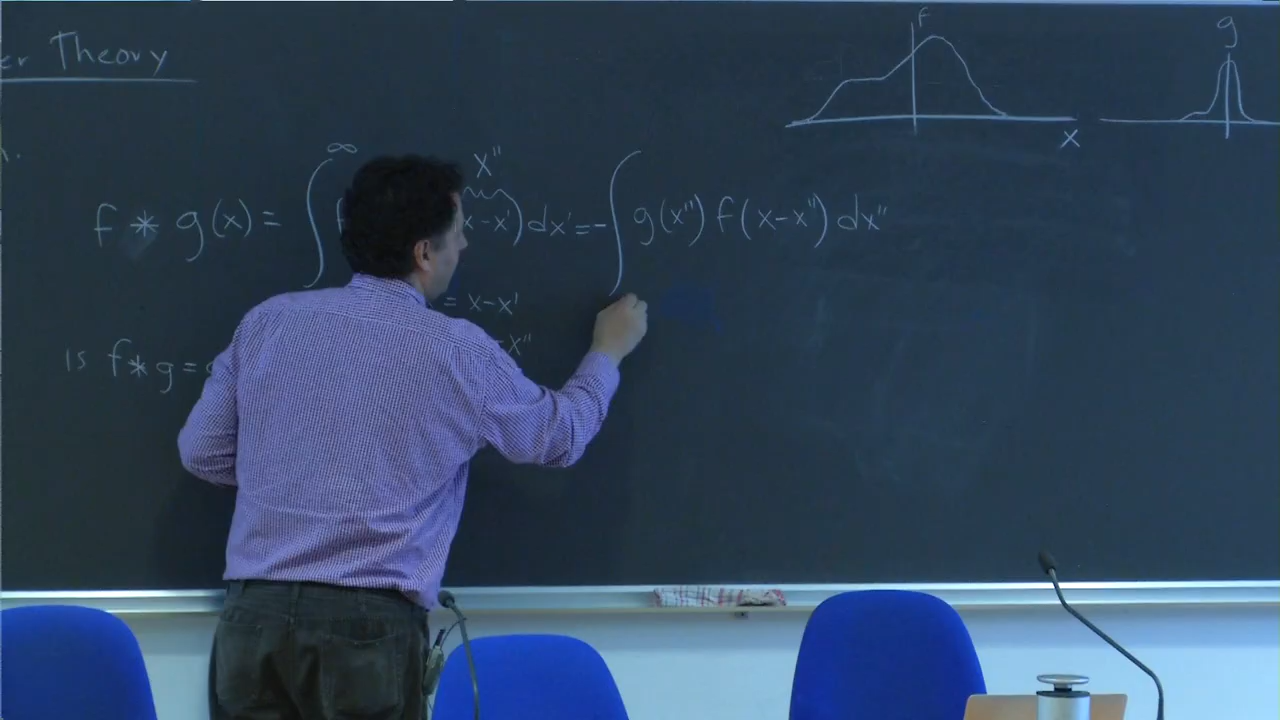 er Theory
f g
x
n.
x"
f * g(x) = ∫ ∞ f x-x')dx' = -∫ g(x") f(x-x") dx"
= x-x'
-x"
Is f*g =